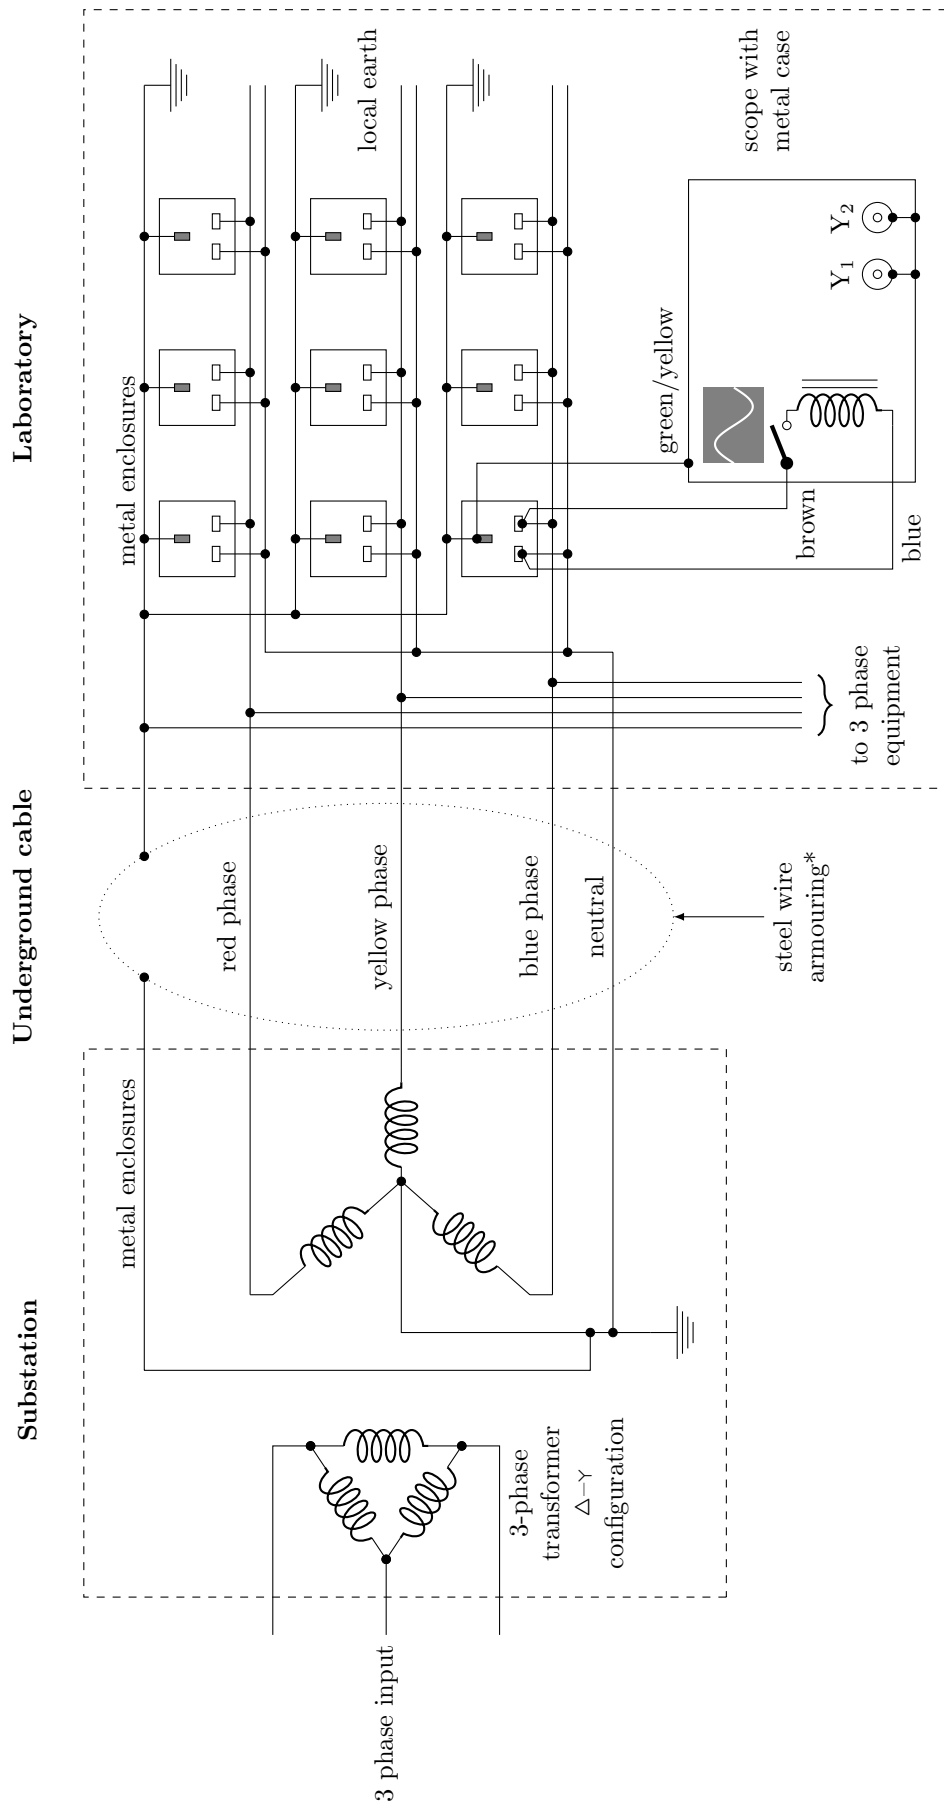 Substation
Underground cable
Laboratory
metal enclosures
metal enclosures
local earth
red phase
yellow phase
blue phase
neutral
3 phase input
3-phase
transformer
Δ–Y
configuration
steel wire
armouring*
to 3 phase
equipment
green/yellow
brown
blue
Y₁
Y₂
scope with
metal case